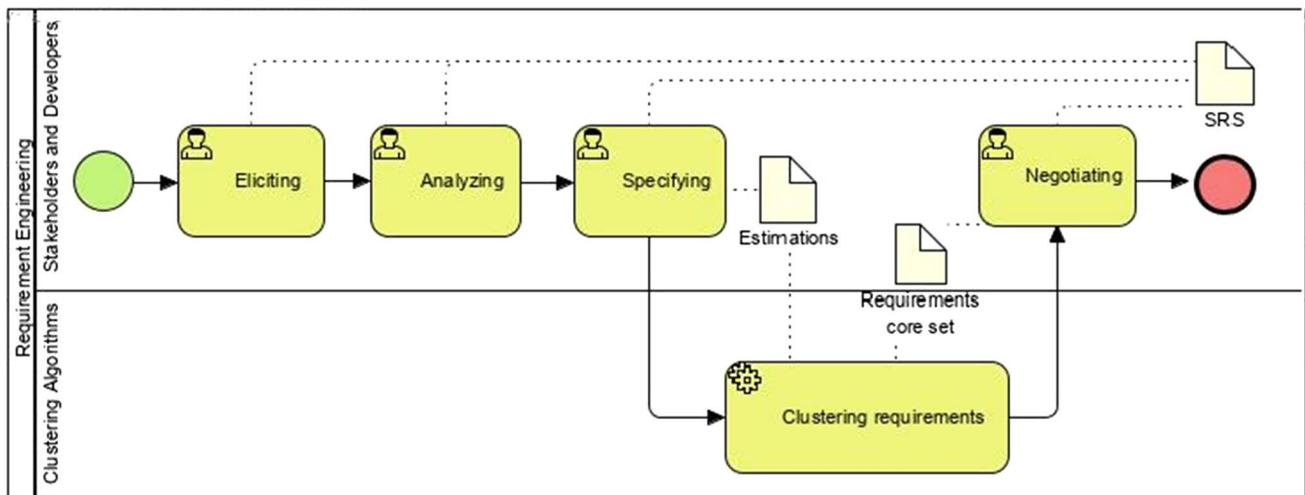 Requirement Engineering
Stakeholders and Developers
SRS
Eliciting
Analyzing
Specifying
Negotiating
Estimations
Requirements
core set
Clustering Algorithms
Clustering requirements